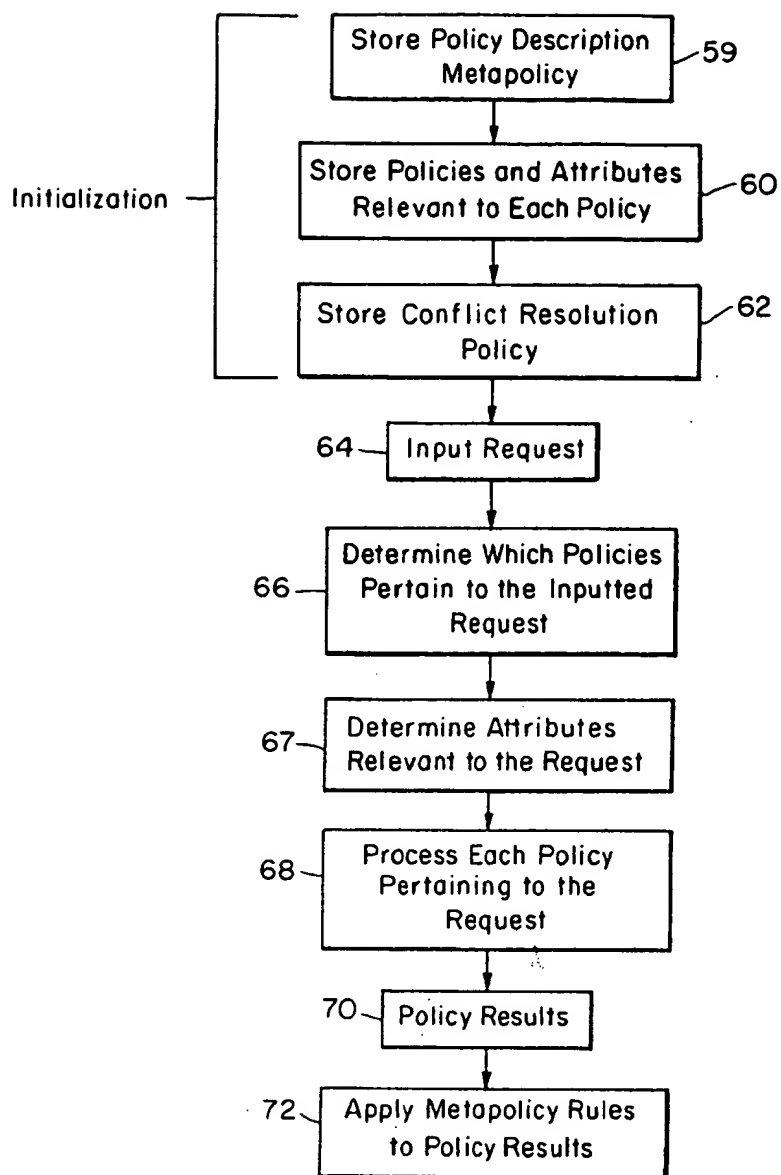 Store Policy Description
Metapolicy
59
Initialization
Store Policies and Attributes
Relevant to Each Policy
60
Store Conflict Resolution
Policy
62
64
Input Request
66
Determine Which Policies
Pertain to the Inputted
Request
67
Determine Attributes
Relevant to the Request
68
Process Each Policy
Pertaining to the
Request
70
Policy Results
72
Apply Metapolicy Rules
to Policy Results